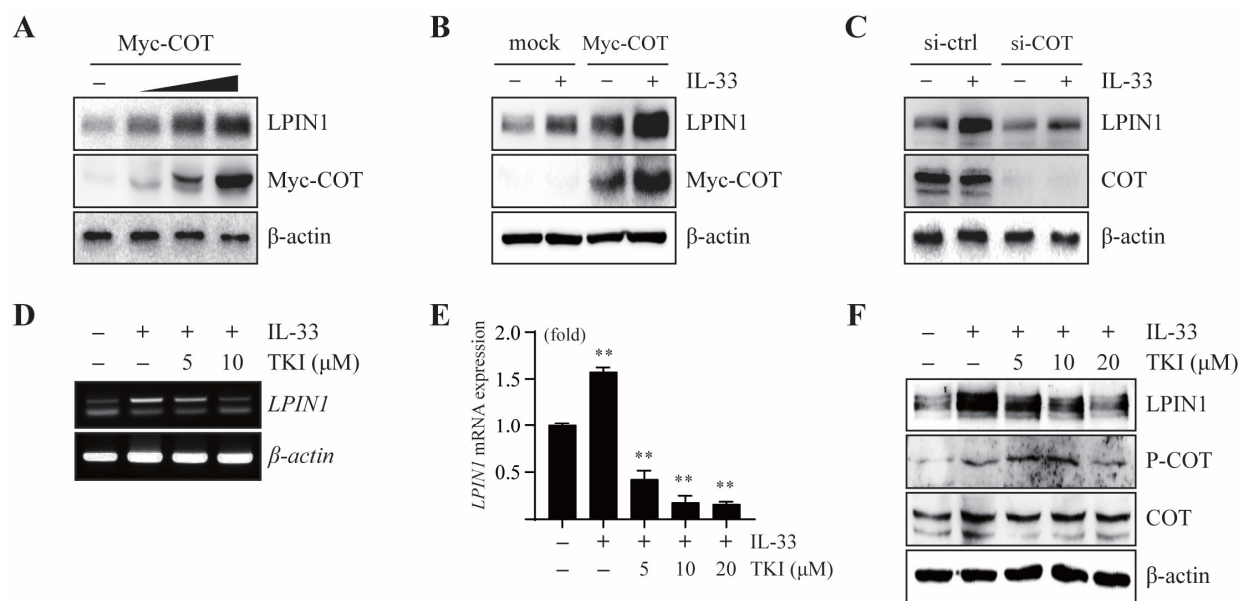 A
Myc-COT
–
LPIN1
Myc-COT
β-actin
B
mock Myc-COT
– + – + IL-33
LPIN1
Myc-COT
β-actin
C
si-ctrl si-COT
– + – + IL-33
LPIN1
COT
β-actin
D
– + + + IL-33
– – 5 10 TKI (μM)
LPIN1
β-actin
E
LPIN1 mRNA expression
(fold)
2.0
1.5
1.0
0.5
**
** ** **
– + + + + IL-33
– – 5 10 20 TKI (μM)
F
– + + + + IL-33
– – 5 10 20 TKI (μM)
LPIN1
P-COT
COT
β-actin